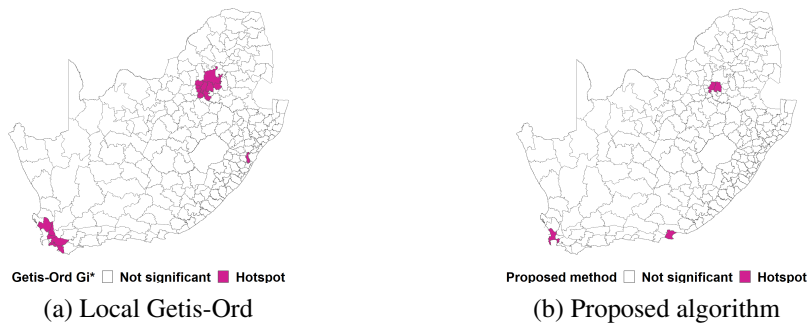 Getis-Ord Gi* Not significant Hotspot
Proposed method Not significant Hotspot
(a) Local Getis-Ord
(b) Proposed algorithm